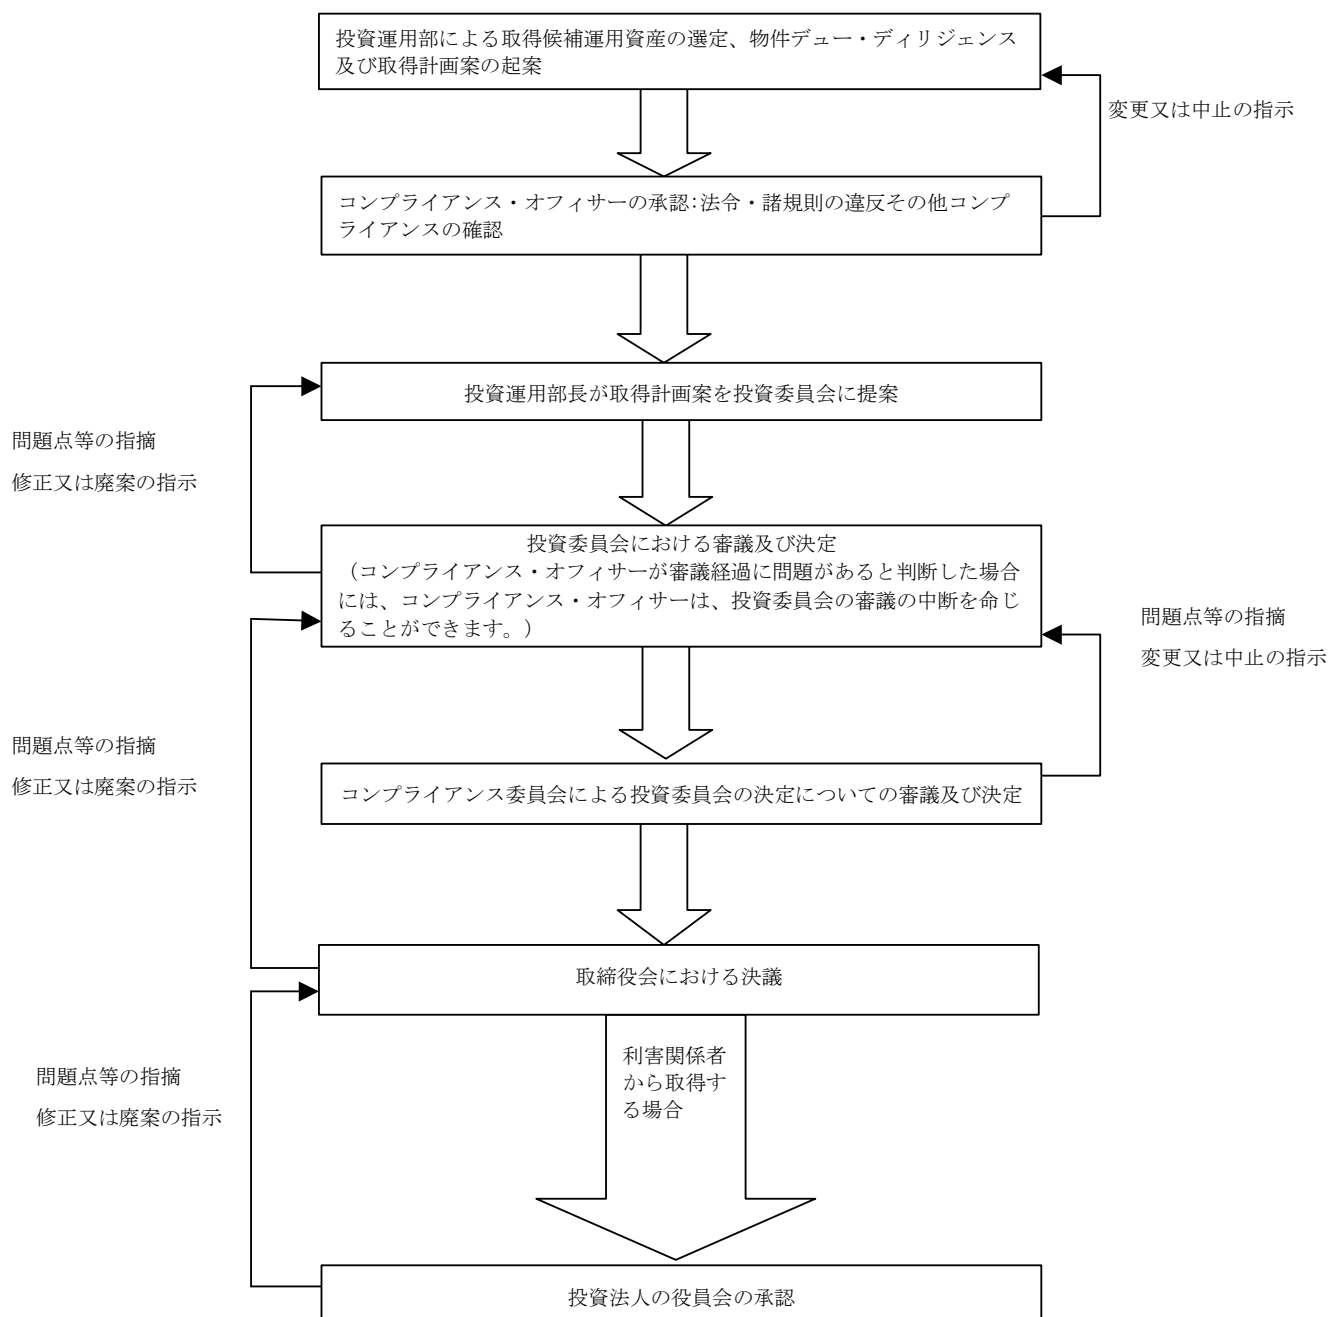 投資運用部による取得候補運用資産の選定、物件デュー・ディリジェンス
及び取得計画案の起案
変更又は中止の指示
コンプライアンス・オフィサーの承認:法令・諸規則の違反その他コンプ
ライアンスの確認
投資運用部長が取得計画案を投資委員会に提案
問題点等の指摘
修正又は廃案の指示
投資委員会における審議及び決定
（コンプライアンス・オフィサーが審議経過に問題があると判断した場合
には、コンプライアンス・オフィサーは、投資委員会の審議の中断を命じ
ることができます。）
問題点等の指摘
変更又は中止の指示
問題点等の指摘
修正又は廃案の指示
コンプライアンス委員会による投資委員会の決定についての審議及び決定
取締役会における決議
利害関係者
から取得す
る場合
問題点等の指摘
修正又は廃案の指示
投資法人の役員会の承認